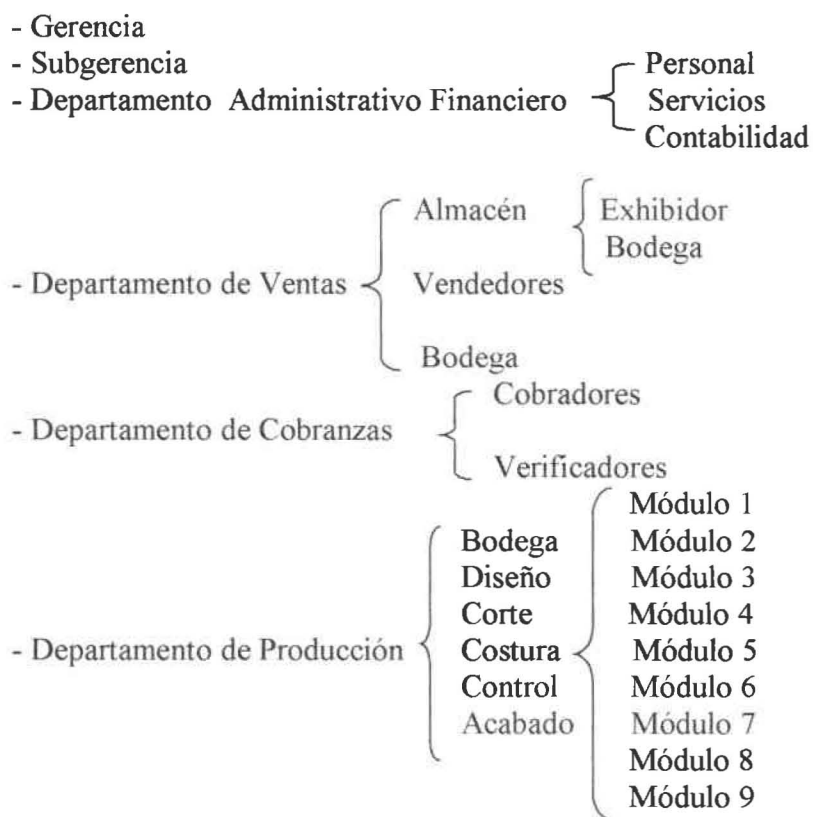 - Gerencia
- Subgerencia
Personal
- Departamento Administrativo Financiero
Servicios
Contabilidad
Almacén
Exhibidor
Bodega
- Departamento de Ventas
Vendedores
Bodega
- Departamento de Cobranzas
Cobradores
Verificadores
- Departamento de Producción
Bodega
Diseño
Corte
Costura
Control
Acabado
Módulo 1
Módulo 2
Módulo 3
Módulo 4
Módulo 5
Módulo 6
Módulo 7
Módulo 8
Módulo 9